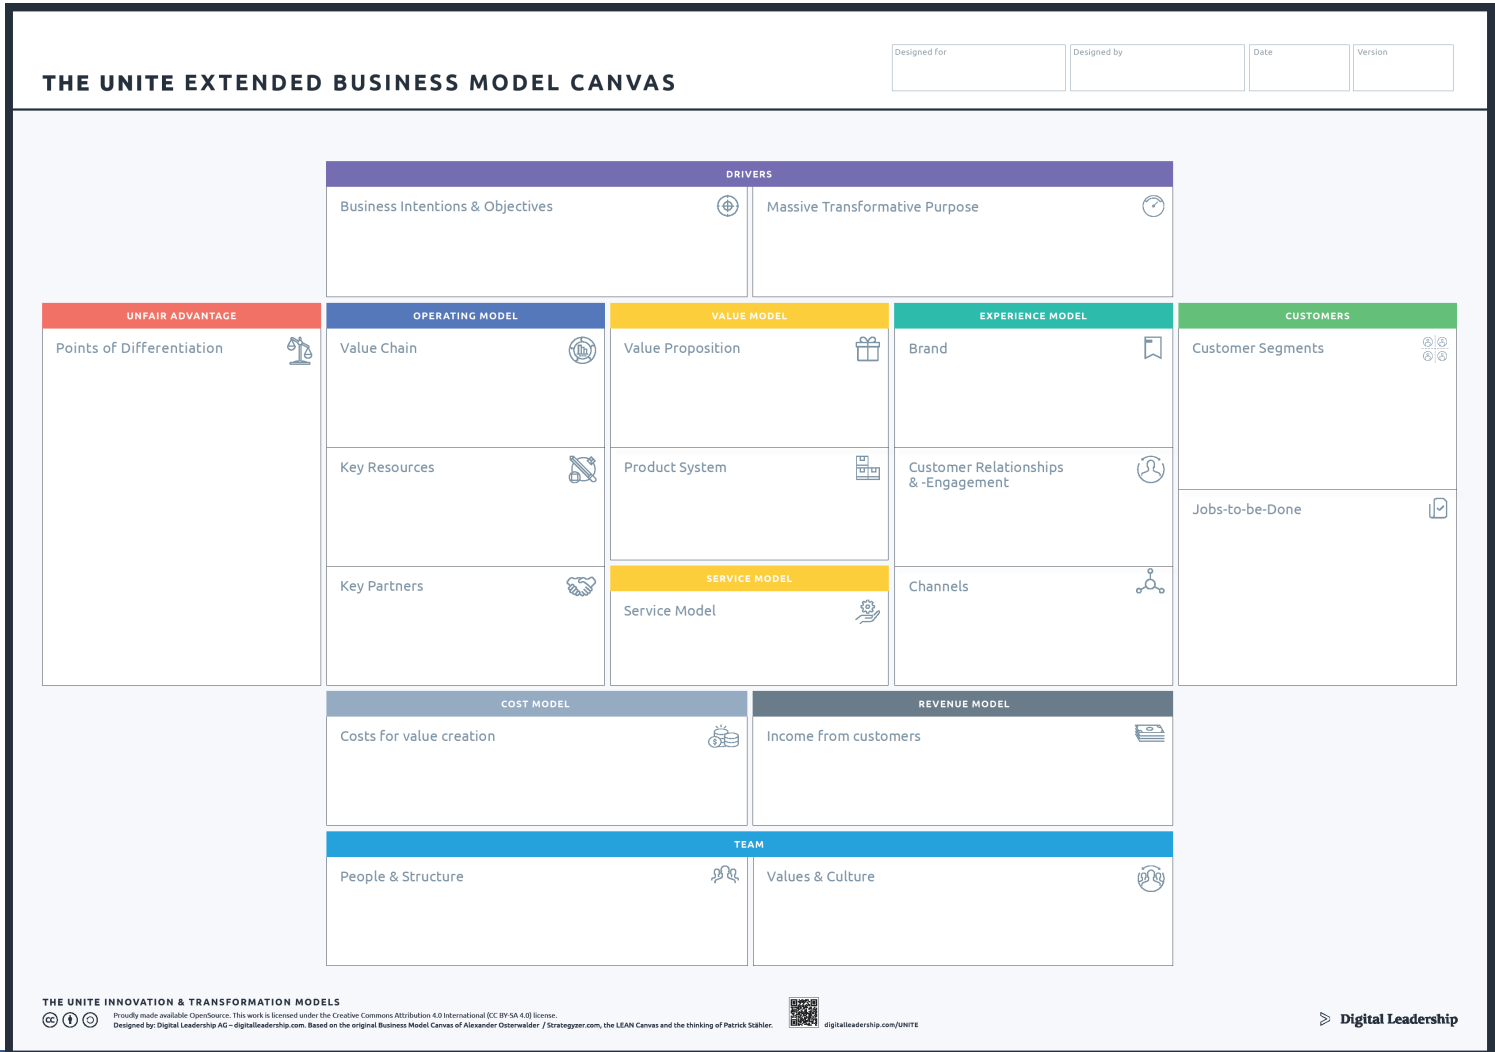 THE UNITE EXTENDED BUSINESS MODEL CANVAS
Designed for
Designed by
Date
Version
DRIVERS
Business Intentions & Objectives
Massive Transformative Purpose
UNFAIR ADVANTAGE
Points of Differentiation
OPERATING MODEL
Value Chain
Key Resources
Key Partners
VALUE MODEL
Value Proposition
Product System
SERVICE MODEL
Service Model
EXPERIENCE MODEL
Brand
Customer Relationships
& -Engagement
Channels
CUSTOMERS
Customer Segments
Jobs-to-be-Done
COST MODEL
Costs for value creation
REVENUE MODEL
Income from customers
TEAM
People & Structure
Values & Culture
THE UNITE INNOVATION & TRANSFORMATION MODELS
Proudly made available OpenSource. This work is licensed under the Creative Commons Attribution 4.0 International (CC BY-SA 4.0) license.
Designed by: Digital Leadership AG – digitalleadership.com. Based on the original Business Model Canvas of Alexander Osterwalder / Strategyzer.com, the LEAN Canvas and the thinking of Patrick Stähler.
digitalleadership.com/UNITE
Digital Leadership